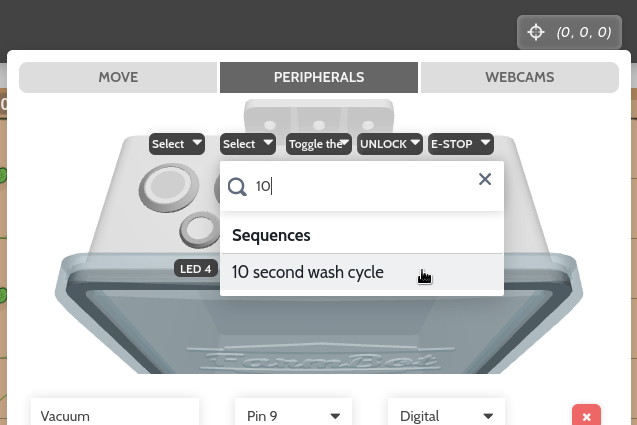 (0, 0, 0)
MOVE
PERIPHERALS
WEBCAMS
Select
Select
Toggle the
UNLOCK
E-STOP
10
Sequences
10 second wash cycle
LED 4
FarmBot
Vacuum
Pin 9
Digital